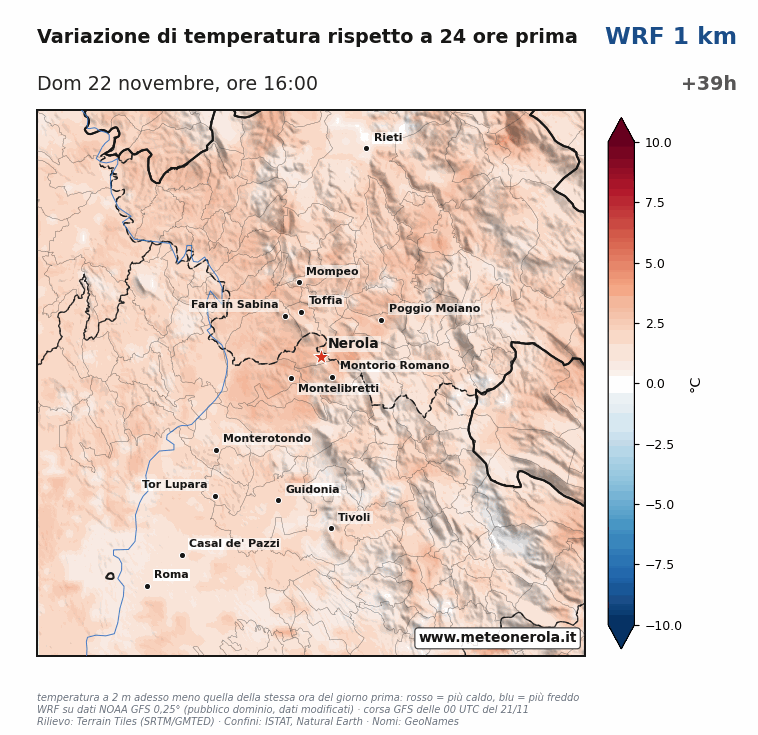 Variazione di temperatura rispetto a 24 ore prima
WRF 1 km
Dom 22 novembre, ore 16:00
+39h
Rieti
Mompeo
Fara in Sabina
Toffia
Poggio Moiano
Nerola
Montorio Romano
Montelibretti
Monterotondo
Tor Lupara
Guidonia
Tivoli
Casal de' Pazzi
Roma
www.meteonerola.it
10.0
7.5
5.0
2.5
0.0
−2.5
−5.0
−7.5
−10.0
°C
temperatura a 2 m adesso meno quella della stessa ora del giorno prima: rosso = più caldo, blu = più freddo
WRF su dati NOAA GFS 0,25° (pubblico dominio, dati modificati) · corsa GFS delle 00 UTC del 21/11
Rilievo: Terrain Tiles (SRTM/GMTED) · Confini: ISTAT, Natural Earth · Nomi: GeoNames